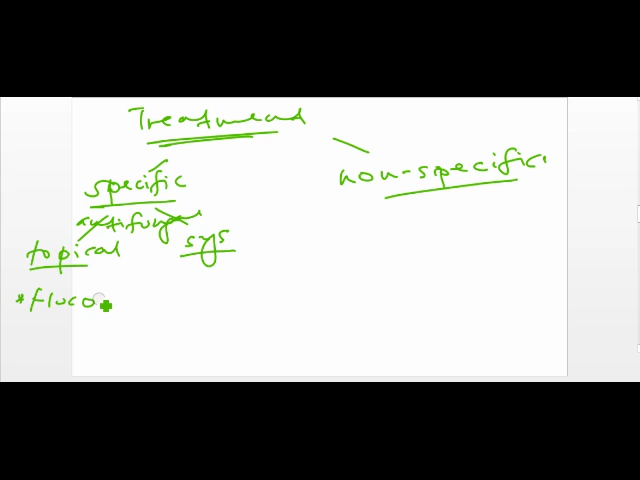 Treatment
specific
non-specific
antifungal
topical
sys
*fluco